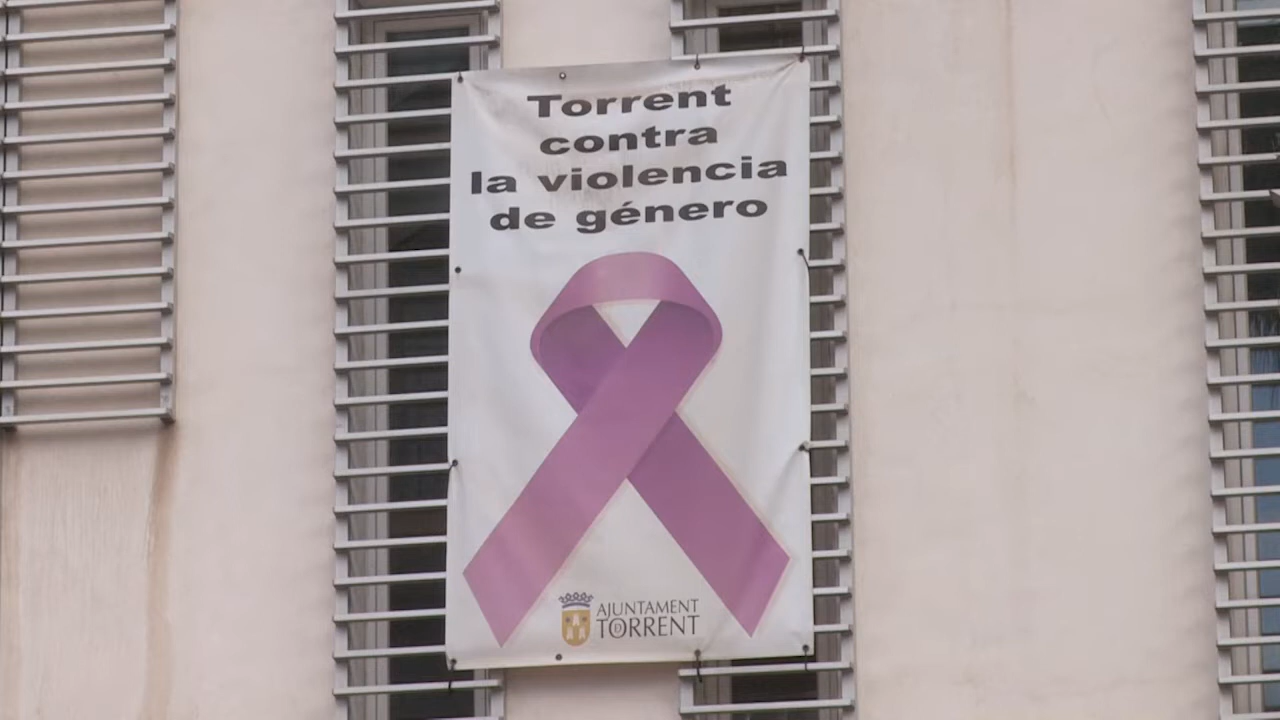 Torrent
contra
la violencia
de género
AJUNTAMENT
D TORRENT